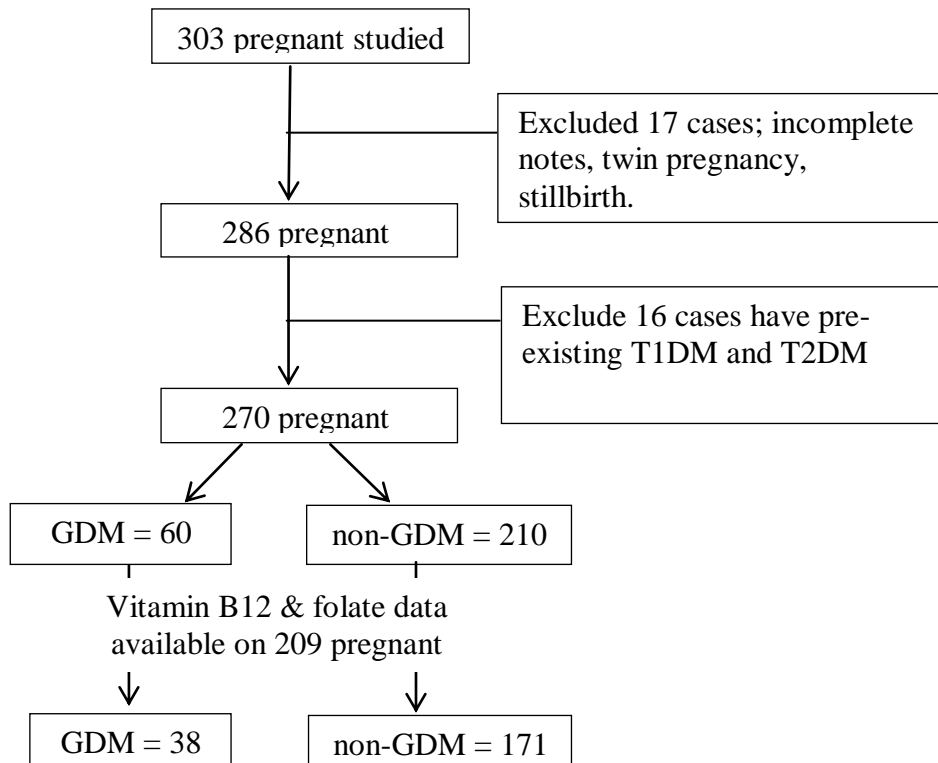 303 pregnant studied
Excluded 17 cases; incomplete
notes, twin pregnancy,
stillbirth.
286 pregnant
Exclude 16 cases have pre-
existing T1DM and T2DM
270 pregnant
GDM = 60
non-GDM = 210
Vitamin B12 & folate data
available on 209 pregnant
GDM = 38
non-GDM = 171